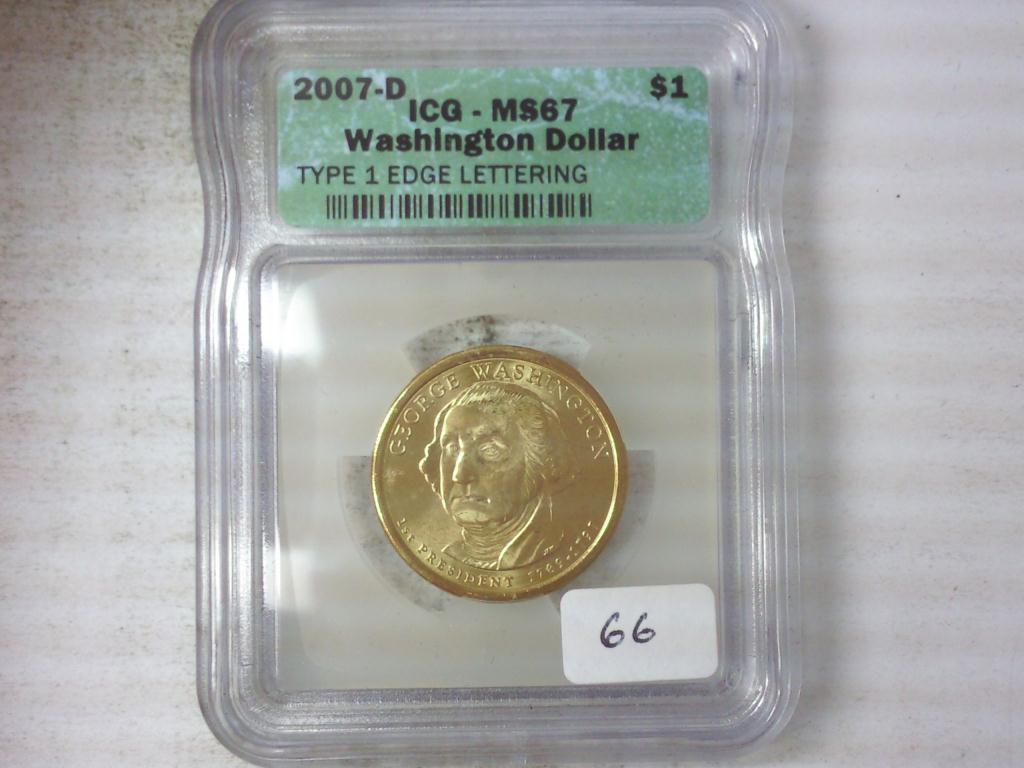 2007-D $1
ICG - MS67
Washington Dollar
TYPE 1 EDGE LETTERING
GEORGE WASHINGTON
1ST PRESIDENT 1789-1797
66